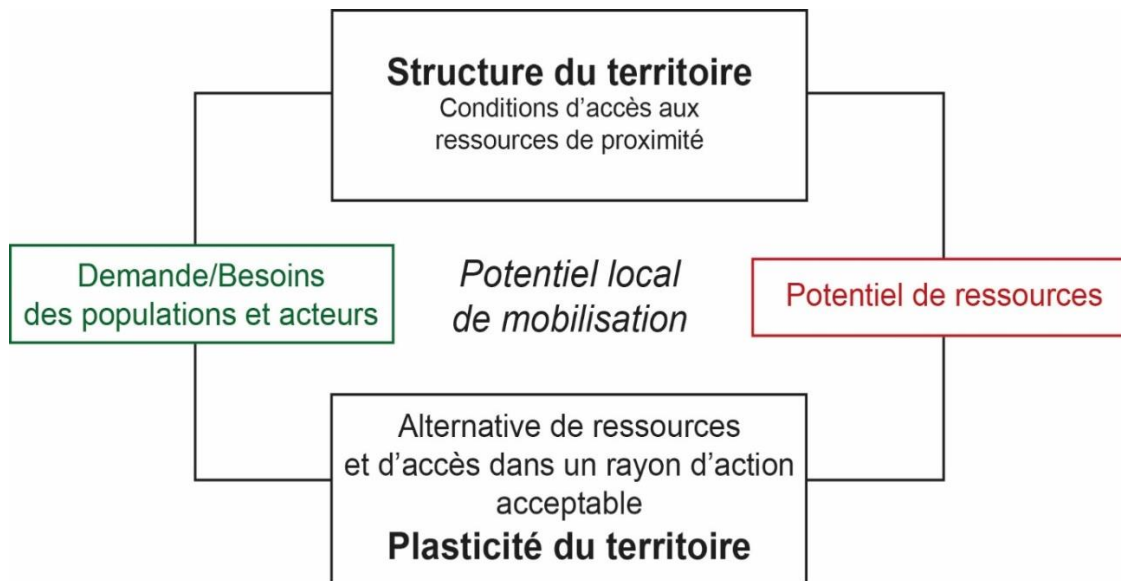 Structure du territoire
Conditions d’accès aux
ressources de proximité
Demande/Besoins
des populations et acteurs
Potentiel local
de mobilisation
Potentiel de ressources
Alternative de ressources
et d’accès dans un rayon d’action
acceptable
Plasticité du territoire